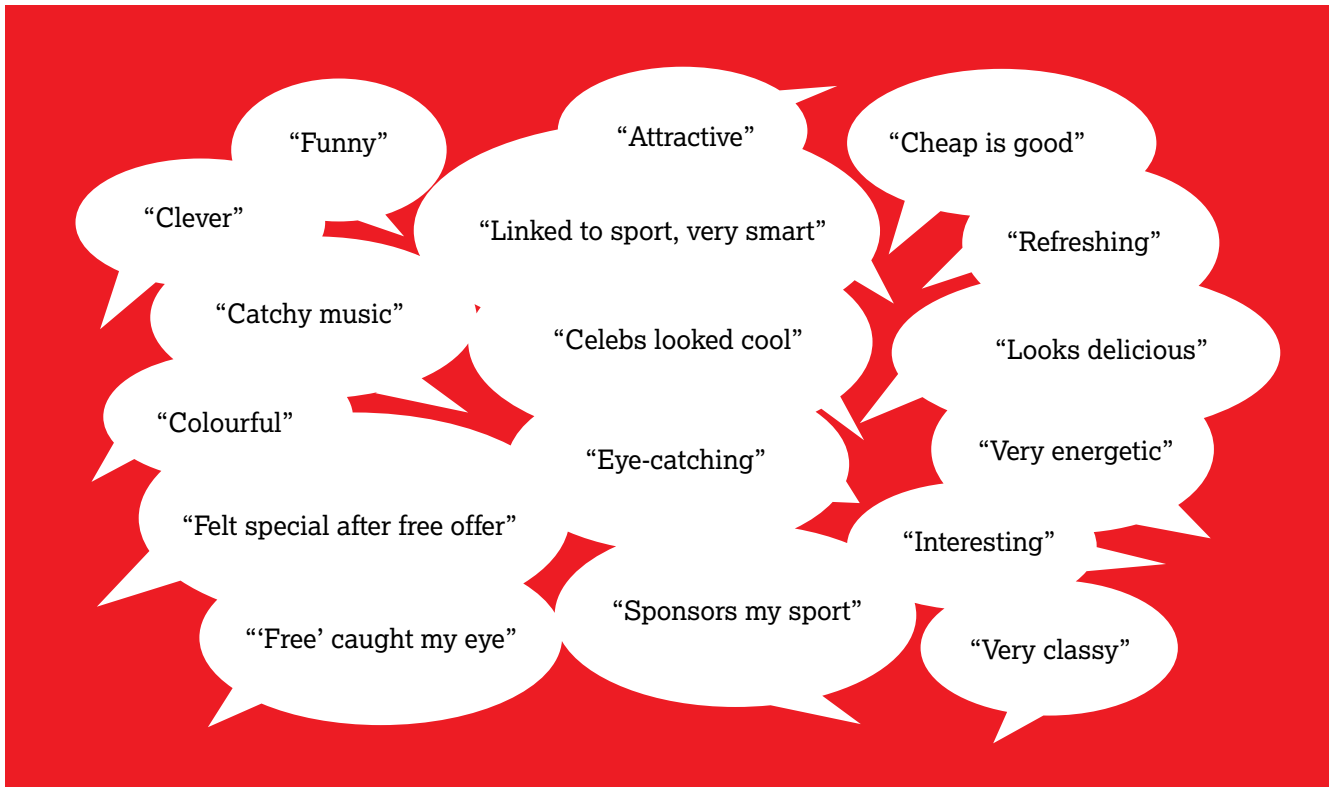 “Funny”
“Clever”
“Catchy music”
“Colourful”
“Felt special after free offer”
“‘Free’ caught my eye”
“Attractive”
“Linked to sport, very smart”
“Celebs looked cool”
“Eye-catching”
“Sponsors my sport”
“Cheap is good”
“Refreshing”
“Looks delicious”
“Very energetic”
“Interesting”
“Very classy”